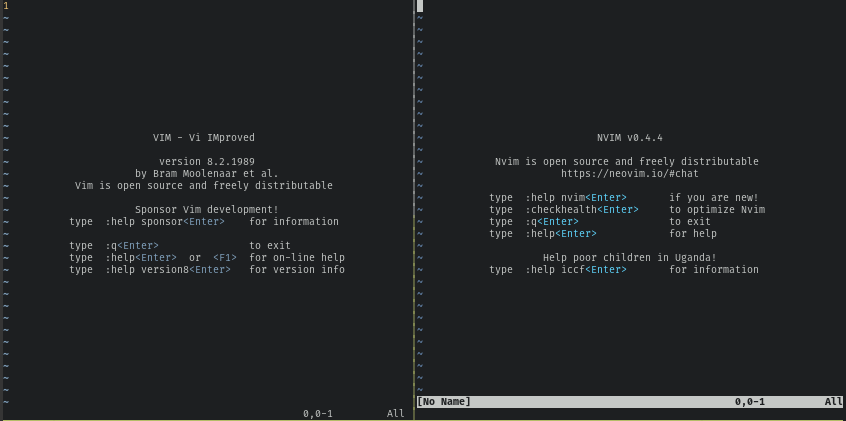 1
~
~
~
~
~
~
~
~
~
~
VIM - Vi IMproved
~
version 8.2.1989
by Bram Moolenaar et al.
Vim is open source and freely distributable
~
Sponsor Vim development!
type  :help sponsor<Enter>    for information
~
type  :q<Enter>               to exit
type  :help<Enter>  or  <F1>  for on-line help
type  :help version8<Enter>   for version info
~
~
~
~
~
~
~
~
~
~
~
0,0-1         All
~
~
~
~
~
~
~
~
~
~
NVIM v0.4.4
~
Nvim is open source and freely distributable
https://neovim.io/#chat
~
type  :help nvim<Enter>       if you are new!
type  :checkhealth<Enter>     to optimize Nvim
type  :q<Enter>               to exit
type  :help<Enter>            for help
~
Help poor children in Uganda!
type  :help iccf<Enter>       for information
~
~
~
~
~
~
~
~
~
~
[No Name]                     0,0-1          All